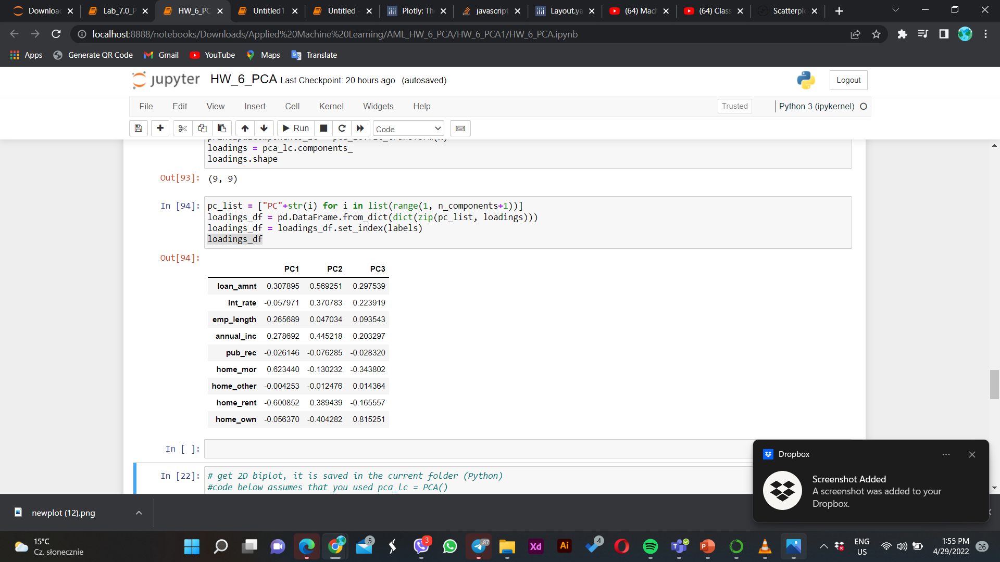 Downloac
Lab_7.0_P
HW_6_PC
Untitled1
Untitled
Plotly: Th
javascript
Layout.ya
(64) Mach
(64) Class
Scatterpl
localhost:8888/notebooks/Downloads/Applied%20Machine%20Learning/AML_HW_6_PCA/HW_6_PCA1/HW_6_PCA.ipynb
Apps
Generate QR Code
Gmail
YouTube
Maps
Translate
jupyter
HW_6_PCA Last Checkpoint: 20 hours ago (autosaved)
Logout
File Edit View Insert Cell Kernel Widgets Help
Trusted
Python 3 (ipykernel)
Run
Code
loadings = pca_lc.components_
loadings.shape
Out[93]: (9, 9)
In [94]: pc_list = ["PC"+str(i) for i in list(range(1, n_components+1))]
loadings_df = pd.DataFrame.from_dict(dict(zip(pc_list, loadings)))
loadings_df = loadings_df.set_index(labels)
loadings_df
Out[94]:
PC1 PC2 PC3
loan_amnt 0.307895 0.569251 0.297539
int_rate -0.057971 0.370783 0.223919
emp_length 0.265689 0.047034 0.093543
annual_inc 0.278692 0.445218 0.203297
pub_rec -0.026146 -0.076285 -0.028320
home_mor 0.623440 -0.130232 -0.343802
home_other -0.004253 -0.012476 0.014364
home_rent -0.600852 0.389439 -0.165557
home_own -0.056370 -0.404282 0.815251
In [ ]:
In [22]: # get 2D biplot, it is saved in the current folder (Python)
#code below assumes that you used pca_lc = PCA()
Dropbox
Screenshot Added
A screenshot was added to your
Dropbox.
newplot (12).png
15°C
Cz. słonecznie
5
3
.87
Xd
Ai
4
ENG
US
1:55 PM
4/29/2022
26